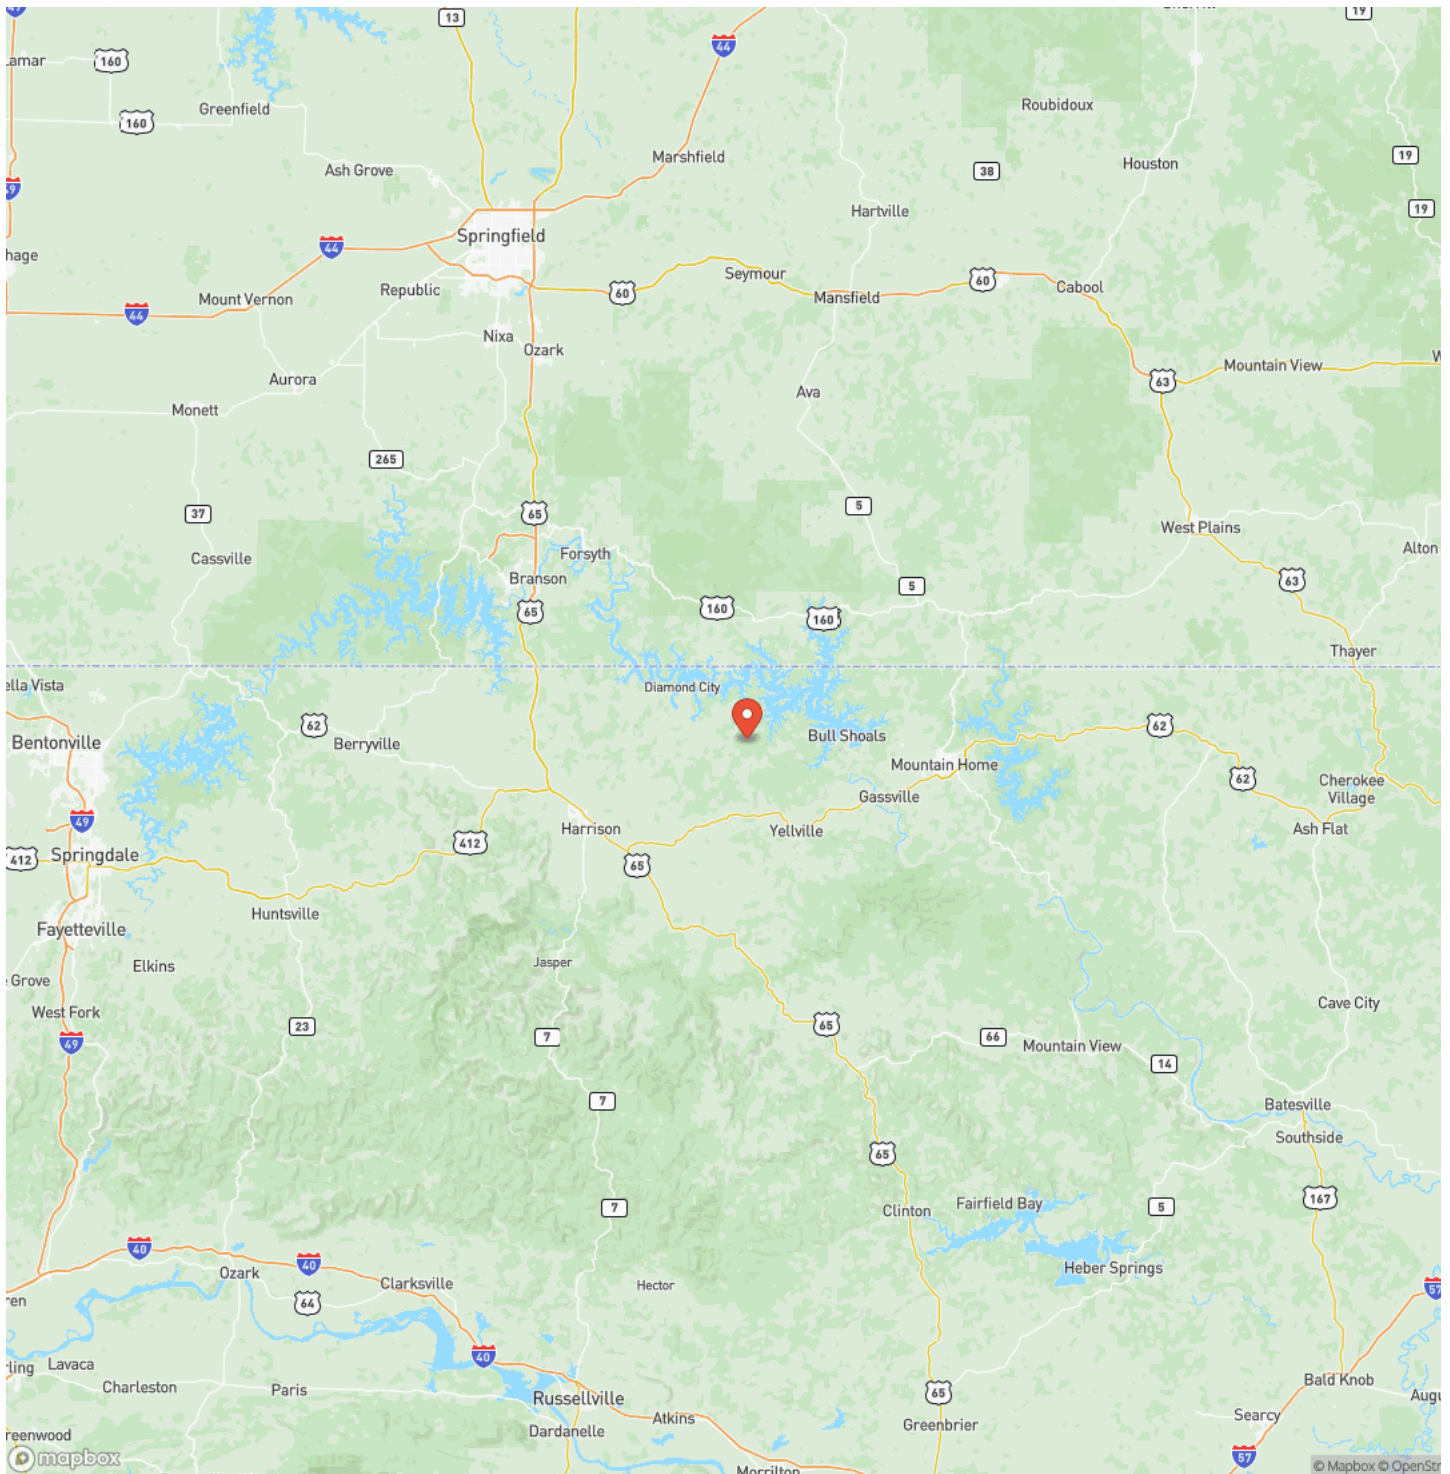 49
13
19
44
Lamar
160
Greenfield
Roubidoux
160
Marshfield
Houston
19
Ash Grove
38
49
Hartville
19
Springfield
44
hage
Seymour
60
Cabool
Republic
60
Mansfield
Mount Vernon
44
Nixa
Ozark
Mountain View
W
Aurora
63
Ava
Monett
265
5
37
65
West Plains
Cassville
Forsyth
Alton
Branson
63
5
65
160
160
Thayer
ella Vista
Diamond City
62
62
Bentonville
Berryville
Bull Shoals
Mountain Home
62
Cherokee
Village
Gassville
49
Harrison
Yellville
Ash Flat
412
412
Springdale
65
Huntsville
Fayetteville
Elkins
Jasper
e Grove
Cave City
West Fork
23
65
7
66
49
Mountain View
14
7
Batesville
Southside
65
167
Fairfield Bay
7
5
Clinton
40
40
Ozark
Heber Springs
Clarksville
Hector
57
ren
64
40
rling
Lavaca
Charleston
Paris
Bald Knob
65
Augu
Russellville
Atkins
Searcy
Dardanelle
Greenbrier
reenwood
57
mapbox
Morrilton
© Mapbox © OpenStr